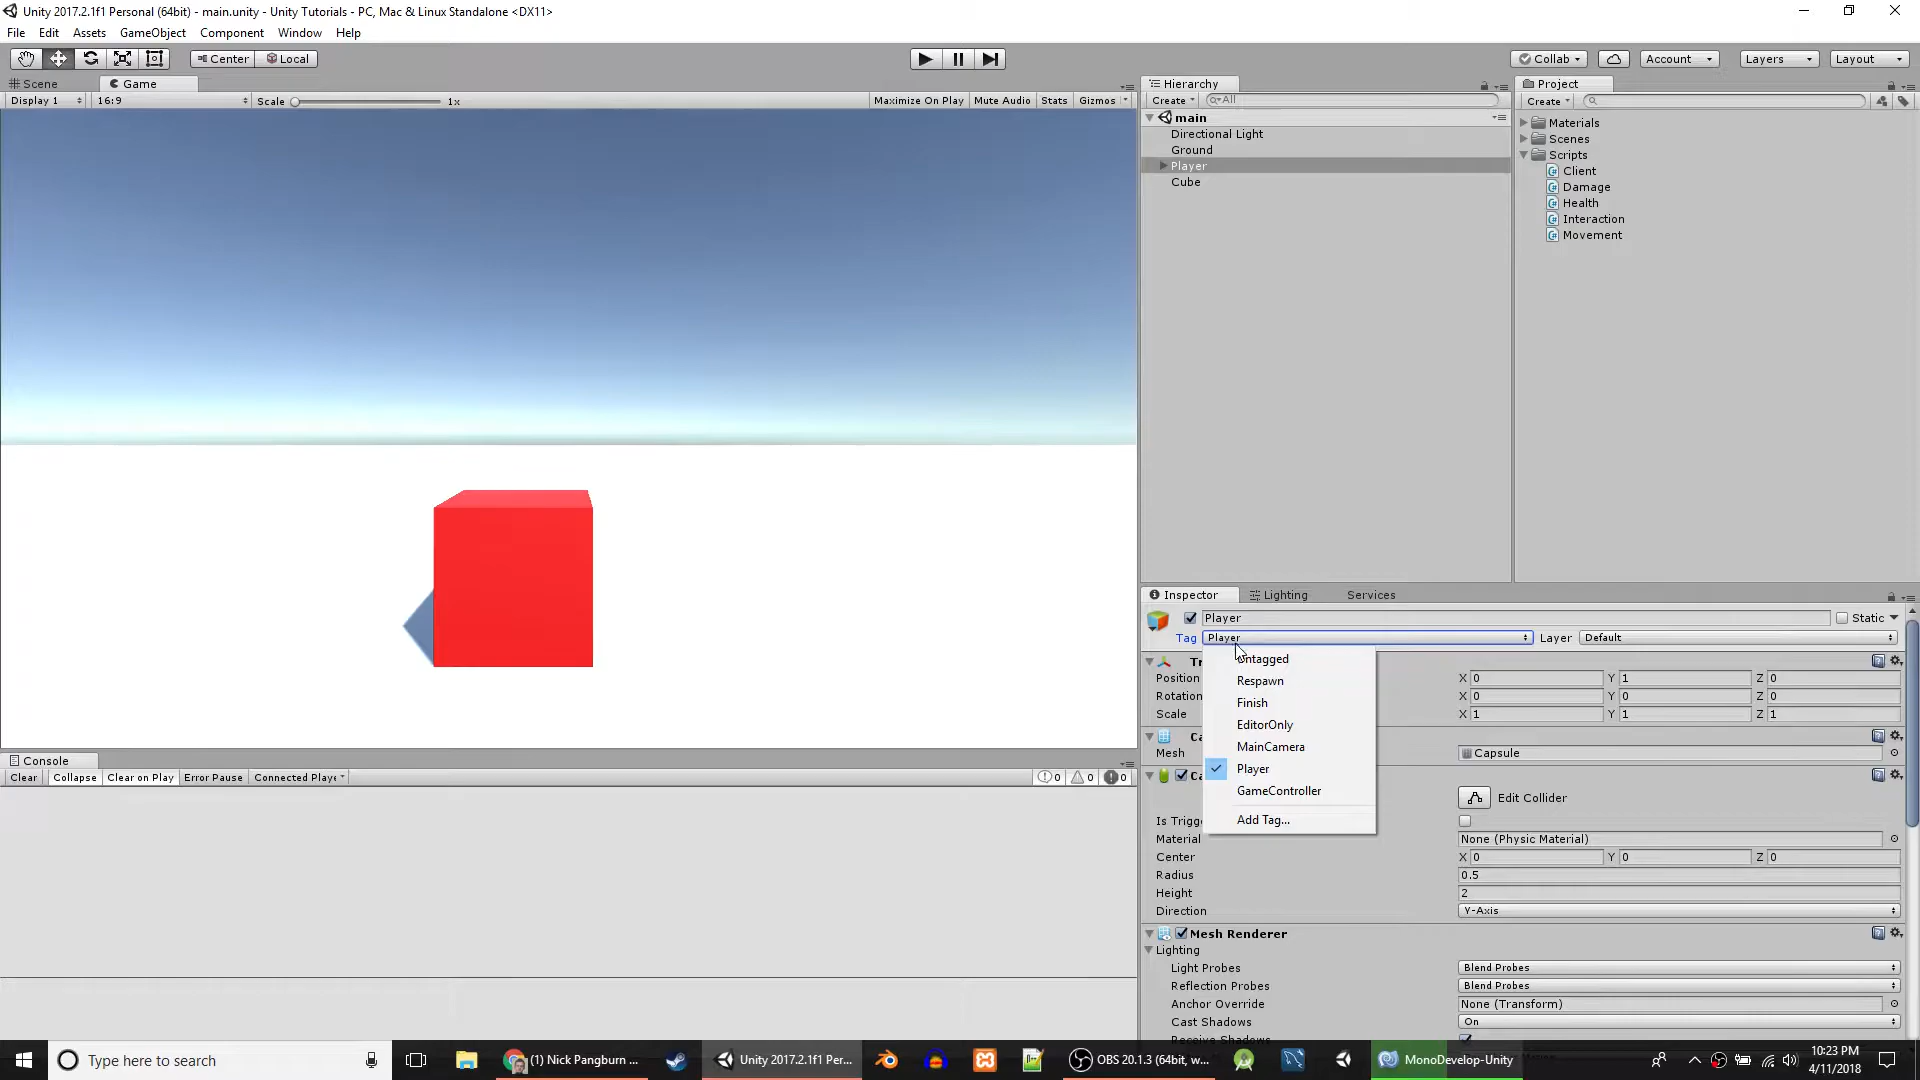 Unity 2017.2.1f1 Personal (64bit) - main.unity - Unity Tutorials - PC, Mac & Linux Standalone <DX11>
File Edit Assets GameObject Component Window Help
Center Local Collab Account Layers Layout
Scene Game
Display 1 16:9 Scale 1x Maximize On Play Mute Audio Stats Gizmos
Hierarchy
Create All
main
Directional Light
Ground
Player
Cube
Project
Create
Materials
Scenes
Scripts
Client
Damage
Health
Interaction
Movement
Inspector Lighting Services
Player Static
Tag Player Layer Default
Untagged
Respawn
Finish
EditorOnly
MainCamera
Player
GameController
Add Tag...
Position X 0 Y 1 Z 0
Rotation X 0 Y 0 Z 0
Scale X 1 Y 1 Z 1
Mesh Capsule
Edit Collider
Is Trigg
Material None (Physic Material)
Center X 0 Y 0 Z 0
Radius 0.5
Height 2
Direction Y-Axis
Mesh Renderer
Lighting
Light Probes Blend Probes
Reflection Probes Blend Probes
Anchor Override None (Transform)
Cast Shadows On
Receive Shadows
Console
Clear Collapse Clear on Play Error Pause Connected Playe 0 0 0
Type here to search
(1) Nick Pangburn ...
Unity 2017.2.1f1 Per...
OBS 20.1.3 (64bit, w...
MonoDevelop-Unity
10:23 PM
4/11/2018